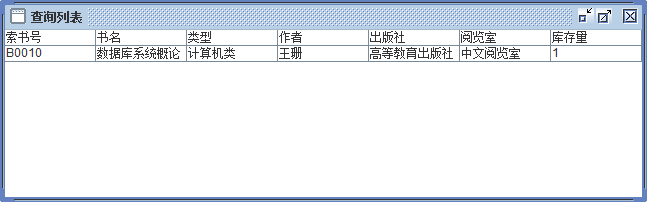 查询列表
索书号 书名 类型 作者 出版社 阅览室 库存量
B0010 数据库系统概论 计算机类 王珊 高等教育出版社 中文阅览室 1